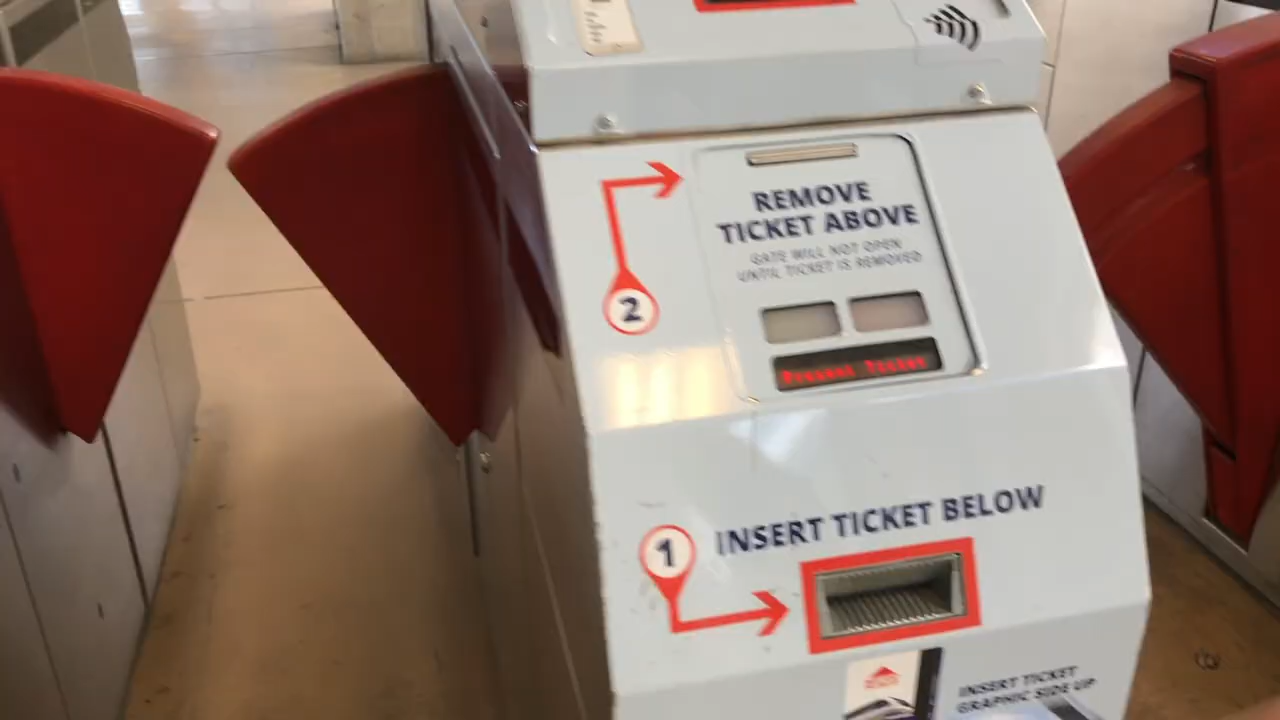 REMOVE
TICKET ABOVE
GATE WILL NOT OPEN
UNTIL TICKET IS REMOVED
2
Present Ticket
1
INSERT TICKET BELOW
INSERT TICKET
GRAPHIC SIDE UP